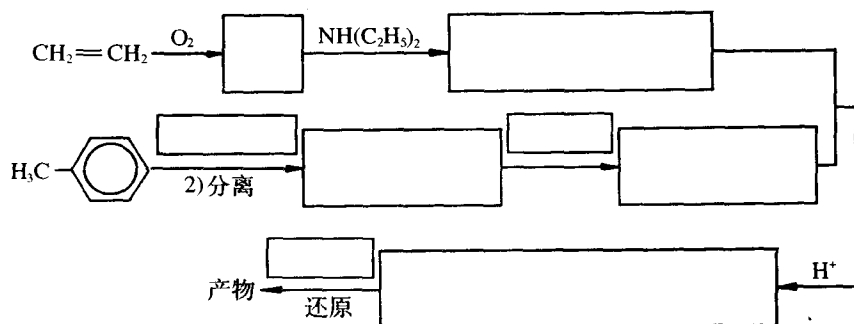 CH₂=CH₂ O₂ NH(C₂H₅)₂
H₃C 2)分离
产物 还原 H⁺